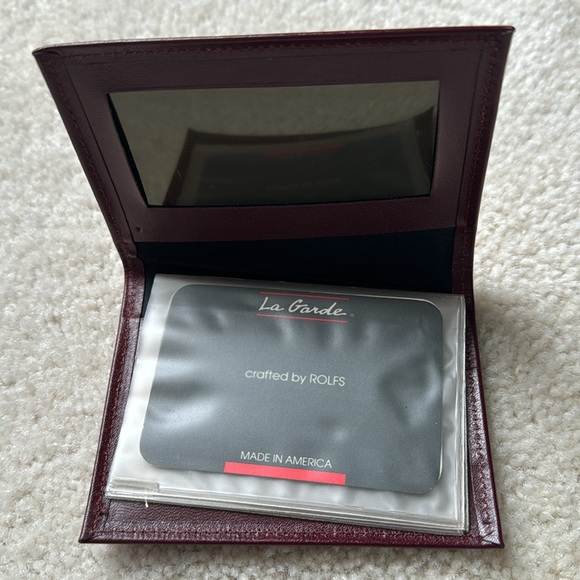 La Garde®
crafted by ROLFS
MADE IN AMERICA